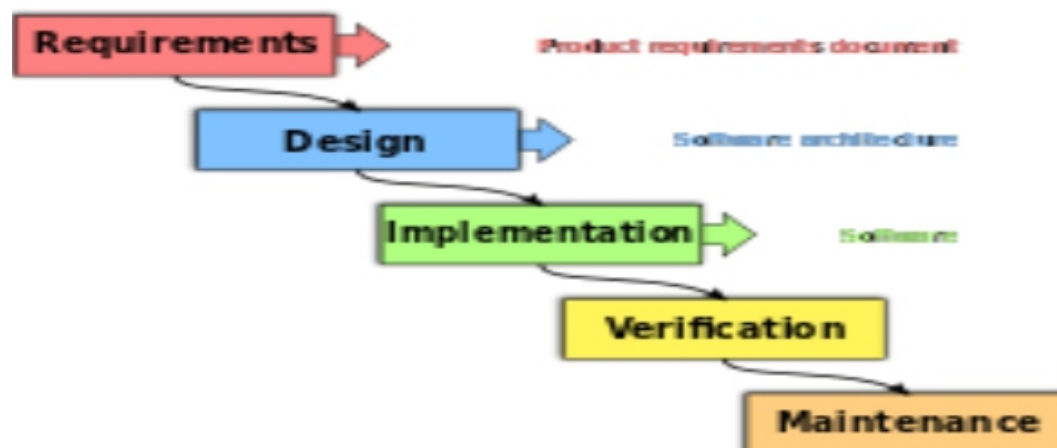 Requirements
Product requirements document
Design
Software architecture
Implementation
Software
Verification
Maintenance